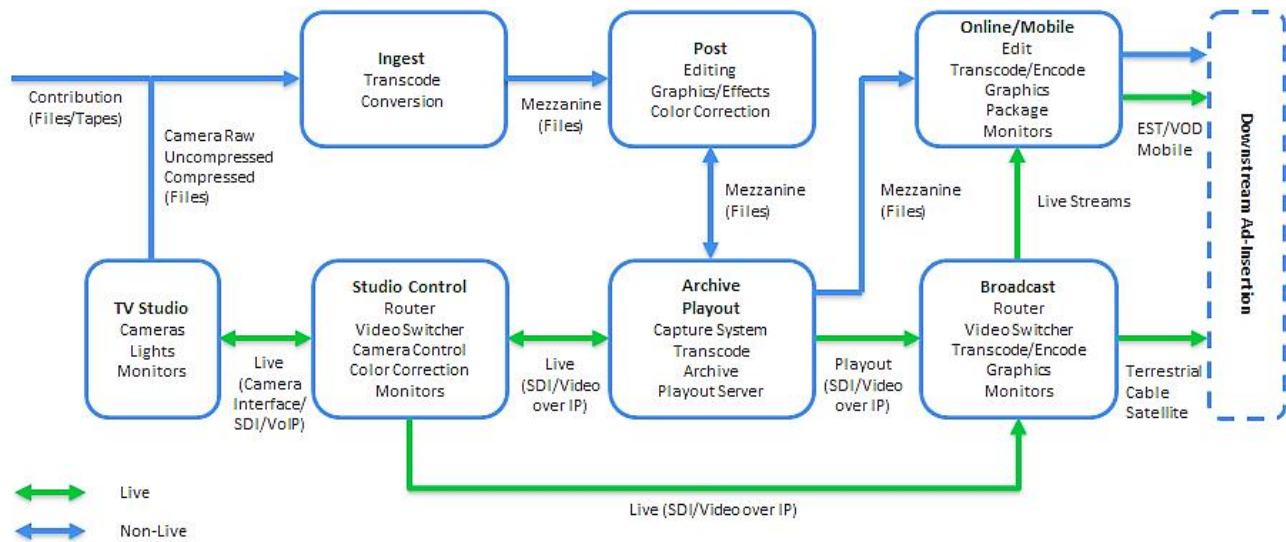 Ingest
Transcode
Conversion
Post
Editing
Graphics/Effects
Color Correction
Online/Mobile
Edit
Transcode/Encode
Graphics
Package
Monitors
Contribution
(Files/Tapes)
Camera Raw
Uncompressed
Compressed
(Files)
Mezzanine
(Files)
Mezzanine
(Files)
Mezzanine
(Files)
Live Streams
EST/VOD
Mobile
Downstream Ad-Insertion
TV Studio
Cameras
Lights
Monitors
Live
(Camera
Interface/
SDI/VoIP)
Studio Control
Router
Video Switcher
Camera Control
Color Correction
Monitors
Live
(SDI/Video
over IP)
Archive
Playout
Capture System
Transcode
Archive
Playout Server
Playout
(SDI/Video
over IP)
Broadcast
Router
Video Switcher
Transcode/Encode
Graphics
Monitors
Terrestrial
Cable
Satellite
Live (SDI/Video over IP)
Live
Non-Live